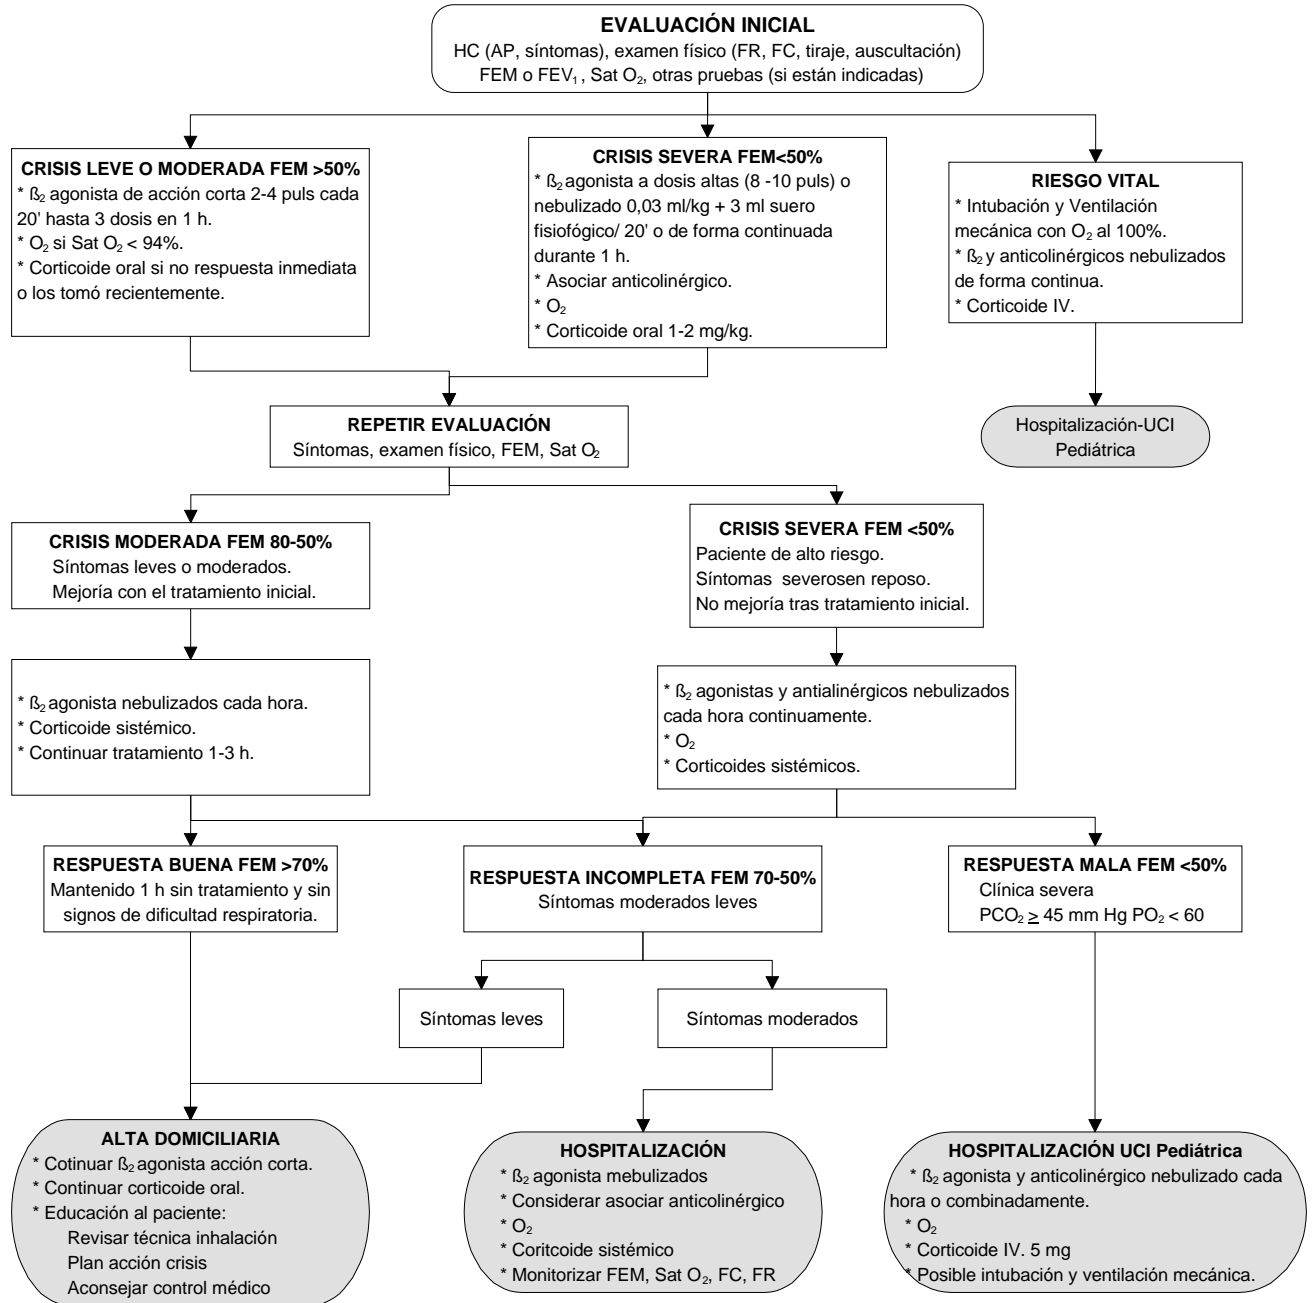 EVALUACIÓN INICIAL
HC (AP, síntomas), examen físico (FR, FC, tiraje, auscultación)
FEM o FEV₁ , Sat O₂, otras pruebas (si están indicadas)
CRISIS LEVE O MODERADA FEM >50%
* ß₂ agonista de acción corta 2-4 puls cada
20' hasta 3 dosis en 1 h.
* O₂ si Sat O₂ < 94%.
* Corticoide oral si no respuesta inmediata
o los tomó recientemente.
CRISIS SEVERA FEM<50%
* ß₂ agonista a dosis altas (8 -10 puls) o
nebulizado 0,03 ml/kg + 3 ml suero
fisiofógico/ 20' o de forma continuada
durante 1 h.
* Asociar anticolinérgico.
* O₂
* Corticoide oral 1-2 mg/kg.
RIESGO VITAL
* Intubación y Ventilación
mecánica con O₂ al 100%.
* ß₂ y anticolinérgicos nebulizados
de forma continua.
* Corticoide IV.
REPETIR EVALUACIÓN
Síntomas, examen físico, FEM, Sat O₂
Hospitalización-UCI
Pediátrica
CRISIS MODERADA FEM 80-50%
Síntomas leves o moderados.
Mejoría con el tratamiento inicial.
CRISIS SEVERA FEM <50%
Paciente de alto riesgo.
Síntomas severosen reposo.
No mejoría tras tratamiento inicial.
* ß₂ agonista nebulizados cada hora.
* Corticoide sistémico.
* Continuar tratamiento 1-3 h.
* ß₂ agonistas y antialinérgicos nebulizados
cada hora continuamente.
* O₂
* Corticoides sistémicos.
RESPUESTA BUENA FEM >70%
Mantenido 1 h sin tratamiento y sin
signos de dificultad respiratoria.
RESPUESTA INCOMPLETA FEM 70-50%
Síntomas moderados leves
RESPUESTA MALA FEM <50%
Clínica severa
PCO₂ ≥ 45 mm Hg PO₂ < 60
Síntomas leves
Síntomas moderados
ALTA DOMICILIARIA
* Cotinuar ß₂ agonista acción corta.
* Continuar corticoide oral.
* Educación al paciente:
Revisar técnica inhalación
Plan acción crisis
Aconsejar control médico
HOSPITALIZACIÓN
* ß₂ agonista mebulizados
* Considerar asociar anticolinérgico
* O₂
* Coritcoide sistémico
* Monitorizar FEM, Sat O₂, FC, FR
HOSPITALIZACIÓN UCI Pediátrica
* ß₂ agonista y anticolinérgico nebulizado cada
hora o combinadamente.
* O₂
* Corticoide IV. 5 mg
* Posible intubación y ventilación mecánica.